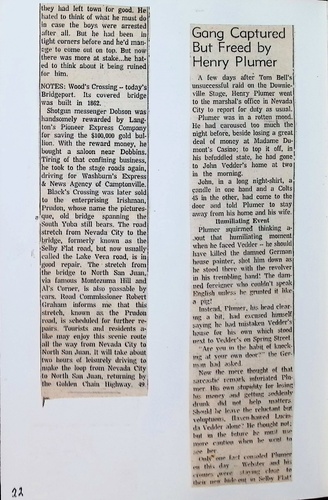 they had left town for good. He
hated to think of what he must do
in case the boys were arrested
after all. But he had been in
tight corners before and he'd man-
age to come out on top. But now
there was more at stake...he hat-
ed to think about it being ruined
for him.
NOTES: Wood's Crossing — today's
Bridgeport. Its covered bridge
was built in 1862.
Shotgun messenger Dobson was
handsomely rewarded by Lang-
ton's Pioneer Express Company
for saving the $100,000 gold bul-
lion. With the reward money, he
bought a saloon near Dobbins.
Tiring of that confining business,
he took to the stage roads again,
driving for Washburn's Express
& News Agency of Camptonville.
Black's Crossing was later sold
to the enterprising Irishman,
Pruden, whose name the pictures-
que, old bridge spanning the
South Yuba still bears. The road
stretch from Nevada City to the
bridge, formerly known as the
Selby Flat road, but now usually
called the Lake Vera road, is in
good repair. The stretch from
the bridge to North San Juan,
via famous Montezuma Hill and
Al's Corner, is also passable by
cars. Road Commissioner Robert
Graham informs me that this
stretch, known as the Pruden
road, is scheduled for further re-
pairs. Tourists and residents a-
like may enjoy this scenic route
all the way from Nevada City to
North San Juan. It will take about
two hours of leisurely driving to
make the loop from Nevada City
to North San Juan, returning by
the Golden Chain Highway, 49.
22
Gang Captured
But Freed by
Henry Plumer
A few days after Tom Bell's
unsuccessful raid on the Downie-
ville Stage, Henry Plumer went
to the marshal's office in Nevada
City to report for duty as usual.
Plumer was in a rotten mood.
He had caroused too much the
night before, beside losing a great
deal of money at Madame Du-
mont's Casino; to top it off, in
his befuddled state, he had gone
to John Vedder's home at two
in the morning.
John, in a long night-shirt, a
candle in one hand and a Colts
45 in the other, had come to the
door and told Plumer to stay
away from his home and his wife.
Humiliating Event
Plumer squirmed thinking a-
bout that humiliating moment
when he faced Vedder — he should
have killed the damned German
house painter, shot him down as
he stood there with the revolver
in his trembling hand! The dam-
ned foreigner who couldn't speak
English unless he grunted it like
a pig!
Instead, Plumer, his head clear-
ing a bit, had excused himself
saying he had mistaken Vedder's
house for his own which stood
next to Vedder's on Spring Street.
"Are you in the habit of knock-
ing at your own door?" the Ger-
man had asked.
Now the mere thought of that
sarcastic remark infuriated Plu-
mer. His own stupidity for losing
his money and getting suddenly
drunk did not help matters.
Should he leave the reluctant but
voluptuous, flaxen-haired Lucin-
da Vedder alone? He thought not;
but in the future he must use
more caution when he went to
see her.
Only one fact consoled Plumer
on this day — Webster and his
cronies were staying close to
their new hide-out in Selby Flat!